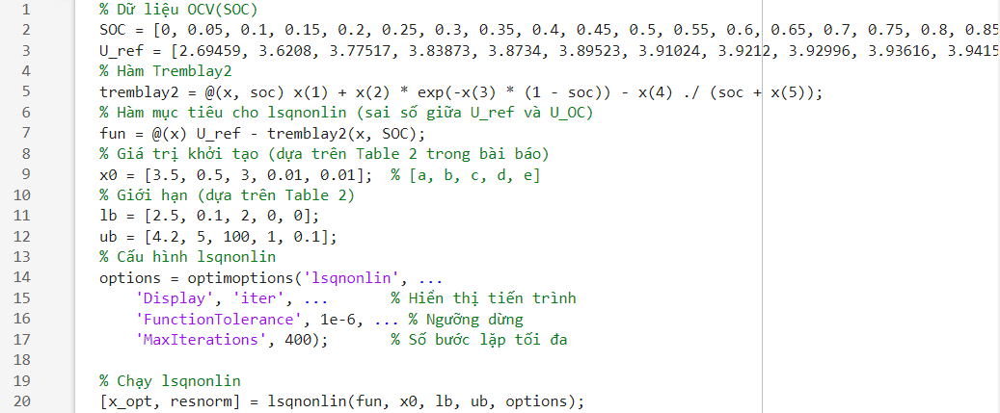 1 % Dữ liệu OCV(SOC)
2 SOC = [0, 0.05, 0.1, 0.15, 0.2, 0.25, 0.3, 0.35, 0.4, 0.45, 0.5, 0.55, 0.6, 0.65, 0.7, 0.75, 0.8, 0.85
3 U_ref = [2.69459, 3.6208, 3.77517, 3.83873, 3.8734, 3.89523, 3.91024, 3.9212, 3.92996, 3.93616, 3.9415
4 % Hàm Tremblay2
5 tremblay2 = @(x, soc) x(1) + x(2) * exp(-x(3) * (1 - soc)) - x(4) ./ (soc + x(5));
6 % Hàm mục tiêu cho lsqnonlin (sai số giữa U_ref và U_OC)
7 fun = @(x) U_ref - tremblay2(x, SOC);
8 % Giá trị khởi tạo (dựa trên Table 2 trong bài báo)
9 x0 = [3.5, 0.5, 3, 0.01, 0.01];  % [a, b, c, d, e]
10 % Giới hạn (dựa trên Table 2)
11 lb = [2.5, 0.1, 2, 0, 0];
12 ub = [4.2, 5, 100, 1, 0.1];
13 % Cấu hình lsqnonlin
14 options = optimoptions('lsqnonlin', ...
15     'Display', 'iter', ...       % Hiển thị tiến trình
16     'FunctionTolerance', 1e-6, ... % Ngưỡng dừng
17     'MaxIterations', 400);       % Số bước lặp tối đa
18
19 % Chạy lsqnonlin
20 [x_opt, resnorm] = lsqnonlin(fun, x0, lb, ub, options);